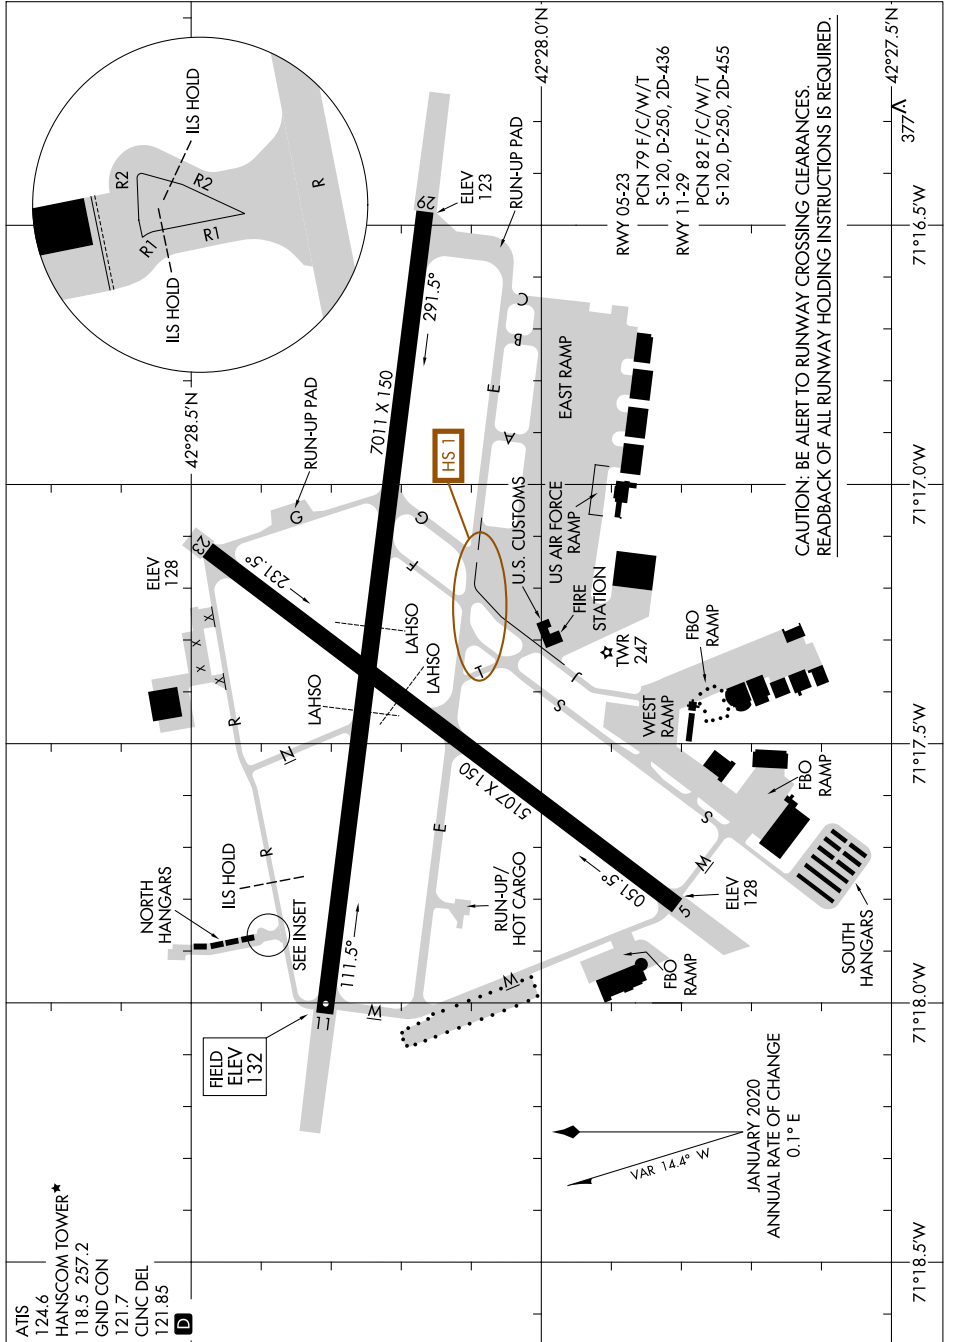 ATIS
124.6
HANSCOM TOWER★
118.5 257.2
GND CON
121.7
CLNC DEL
121.85
D
FIELD
ELEV
132
11
111.5°
NORTH
HANGARS
ILS HOLD
SEE INSET
R
R
N
ELEV
128
23
231.5°
X
X
X
X
G
RUN-UP PAD
42°28.5'N
ILS HOLD
ILS HOLD
R1
R1
R2
R2
R
LAHSO
LAHSO
LAHSO
7011 X 150
291.5°
29
ELEV
123
RUN-UP PAD
42°28.0'N
HS 1
G
F
E
A
B
C
EAST RAMP
U.S. CUSTOMS
US AIR FORCE
RAMP
FIRE
STATION
TWR
247
L
J
S
E
5107 X 150
051.5°
5
ELEV
128
M
M
M
S
RUN-UP/
HOT CARGO
FBO
RAMP
WEST
RAMP
FBO
RAMP
FBO
RAMP
SOUTH
HANGARS
RWY 05-23
PCN 79 F/C/W/T
S-120, D-250, 2D-436
RWY 11-29
PCN 82 F/C/W/T
S-120, D-250, 2D-455
CAUTION: BE ALERT TO RUNWAY CROSSING CLEARANCES.
READBACK OF ALL RUNWAY HOLDING INSTRUCTIONS IS REQUIRED.
377
42°27.5'N
VAR 14.4° W
JANUARY 2020
ANNUAL RATE OF CHANGE
0.1° E
71°18.5'W
71°18.0'W
71°17.5'W
71°17.0'W
71°16.5'W